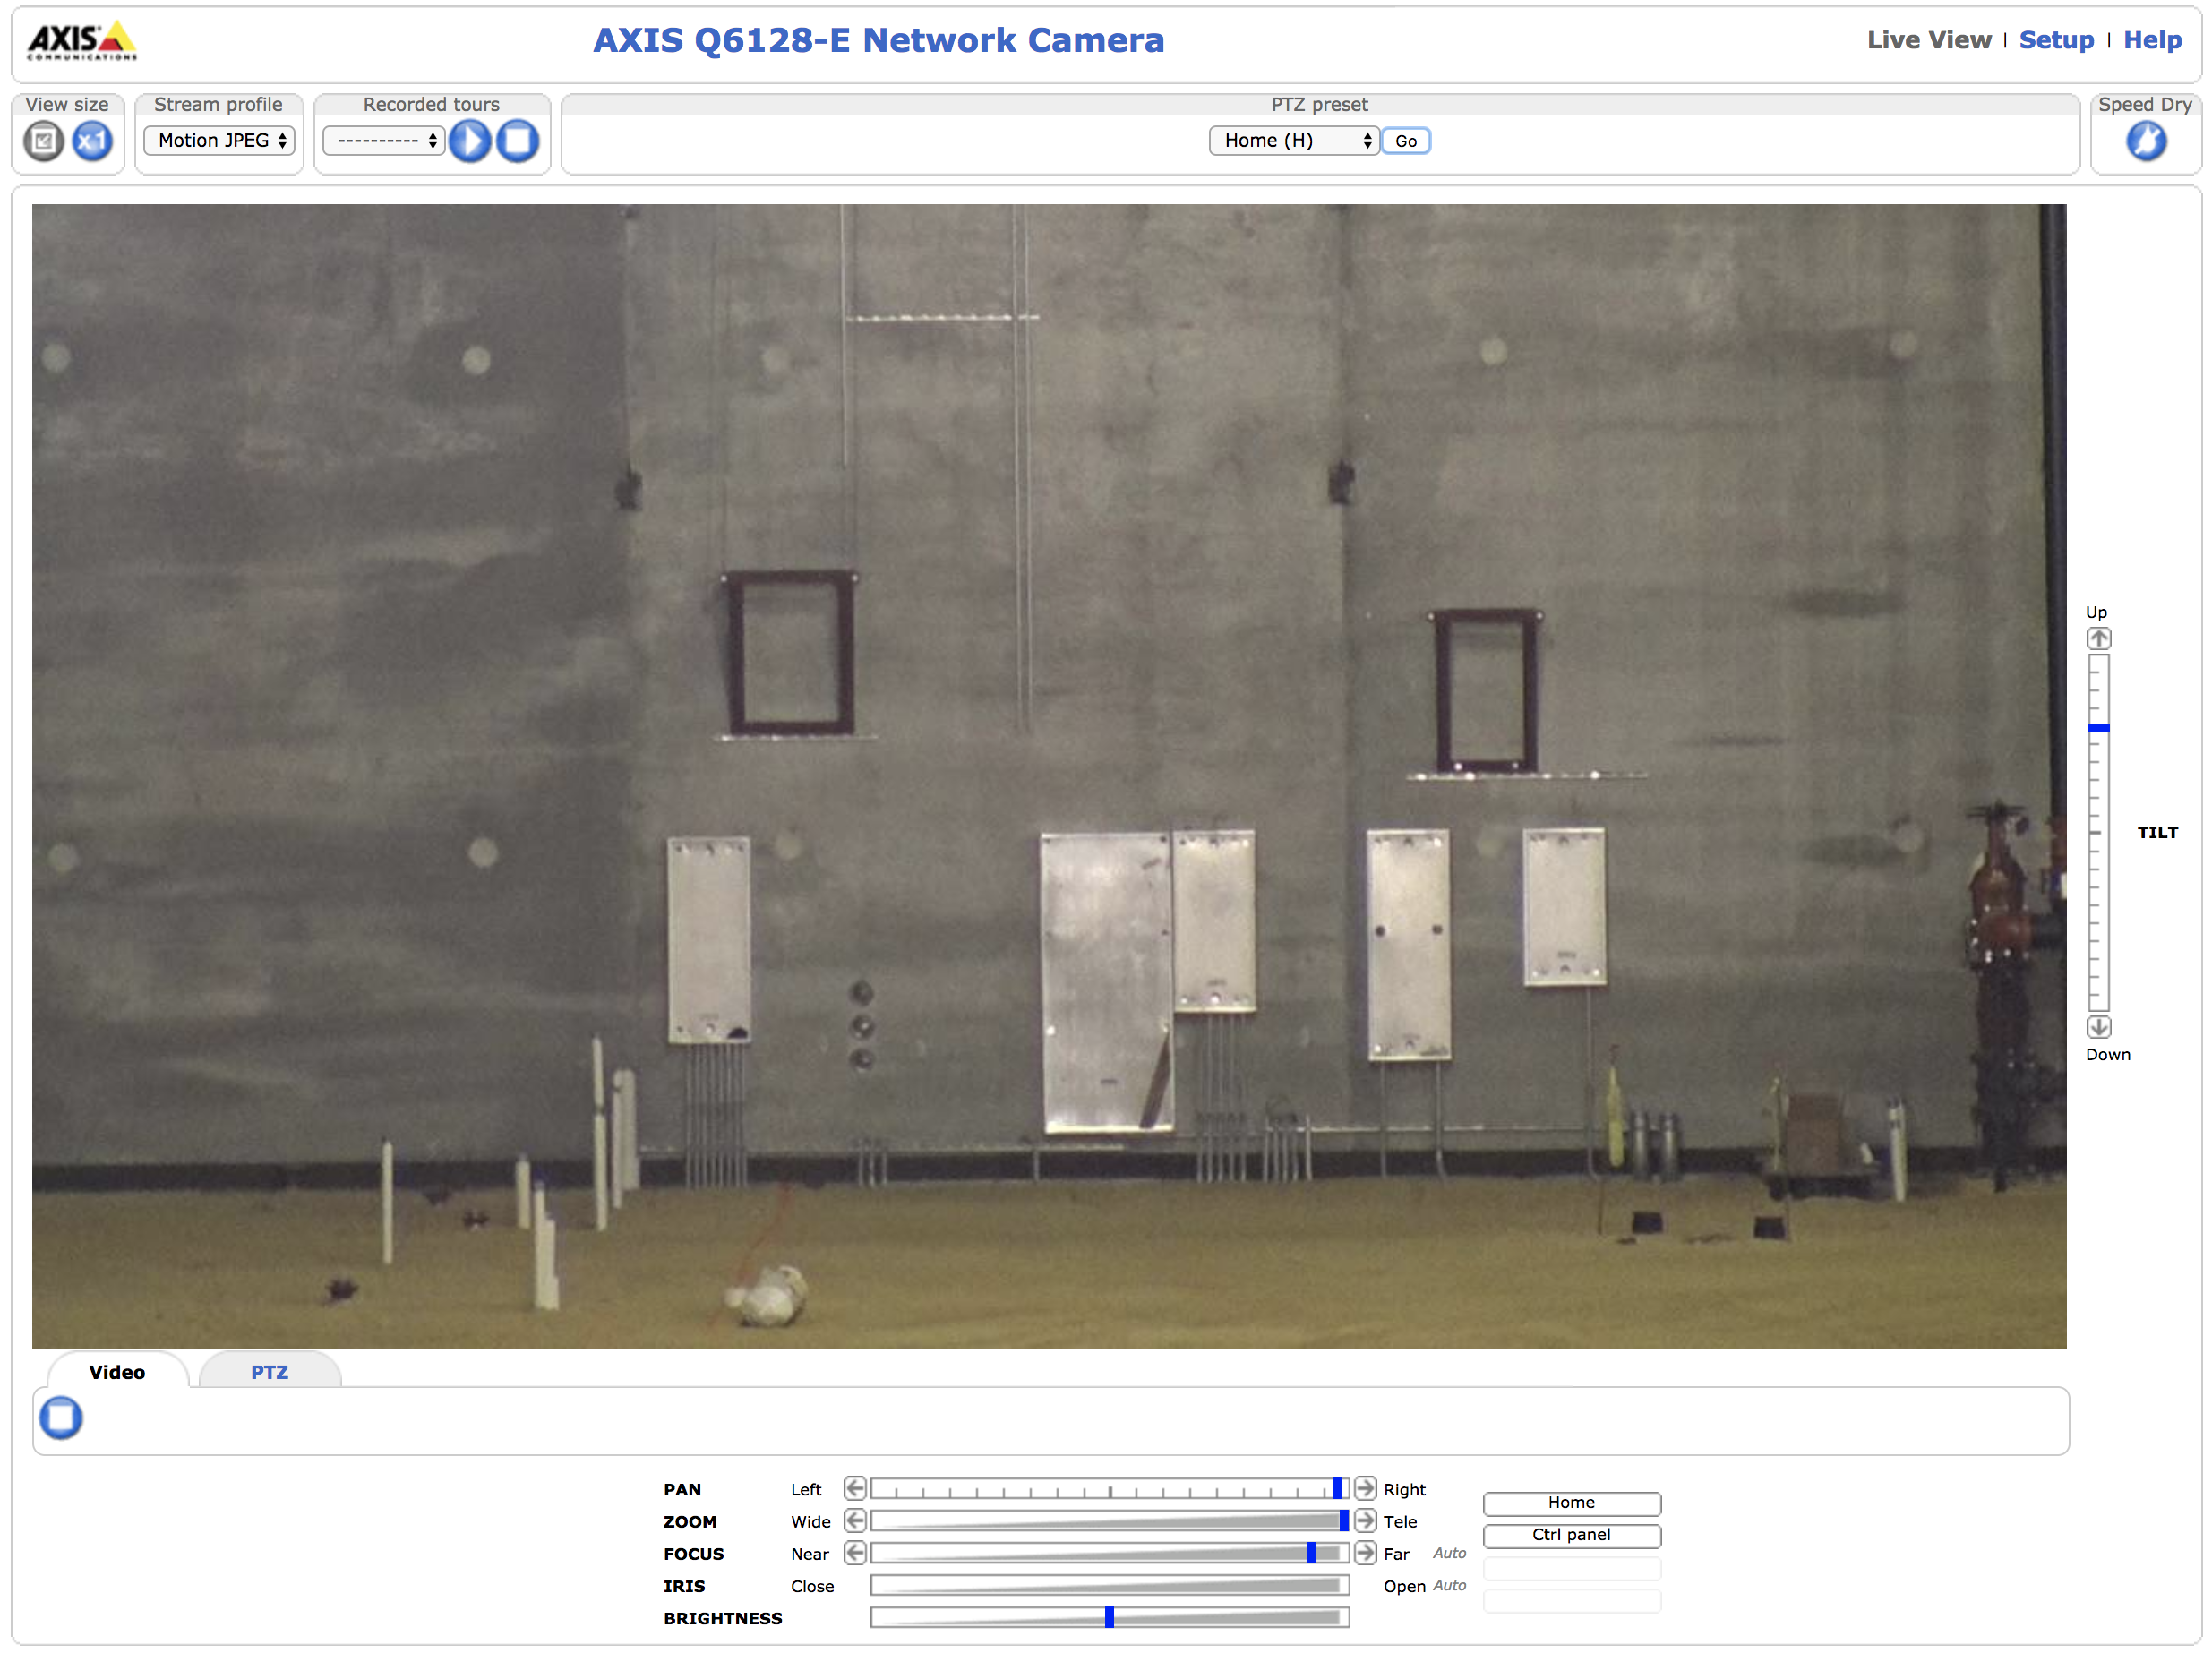 AXIS
COMMUNICATIONS
AXIS Q6128-E Network Camera
Live View | Setup | Help
View size
Stream profile
Recorded tours
PTZ preset
Speed Dry
x1
Motion JPEG
----------
Home (H)
Go
Up
TILT
Down
Video
PTZ
PAN Left Right
Home
ZOOM Wide Tele
Ctrl panel
FOCUS Near Far Auto
IRIS Close Open Auto
BRIGHTNESS